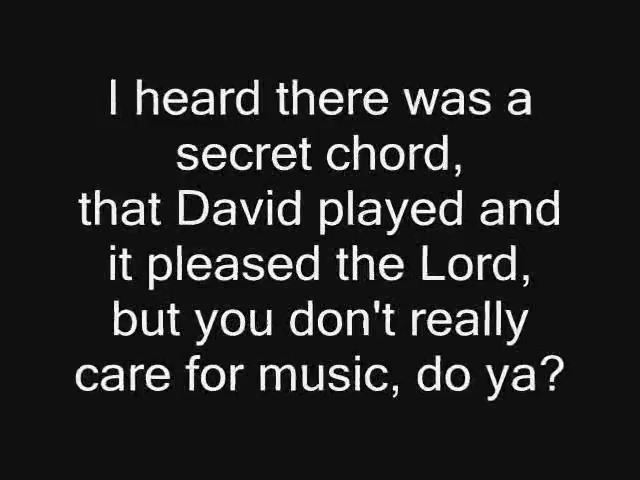 I heard there was a
secret chord,
that David played and
it pleased the Lord,
but you don't really
care for music, do ya?